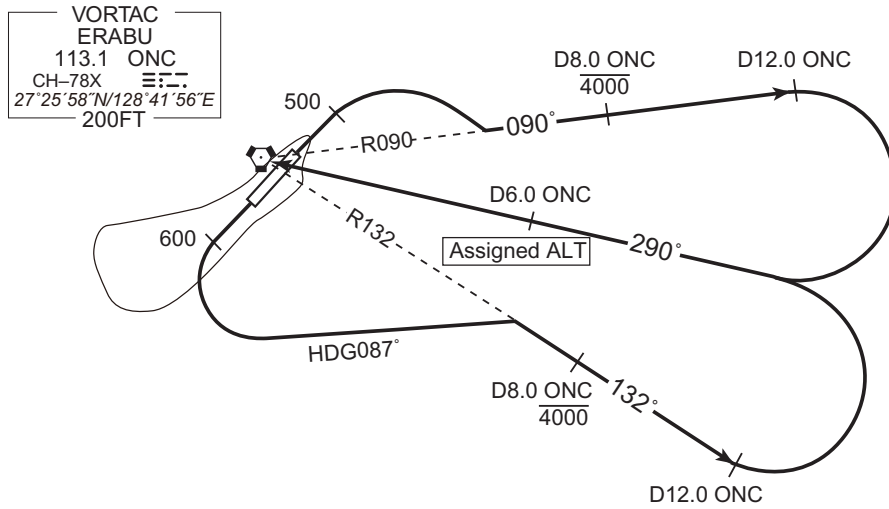 VORTAC
ERABU
113.1 ONC
CH–78X
27°25´58˝N/128°41´56˝E
200FT
500
D8.0 ONC
4000
D12.0 ONC
R090
090°
D6.0 ONC
R132
Assigned ALT
290°
600
HDG087°
D8.0 ONC
4000
132°
D12.0 ONC